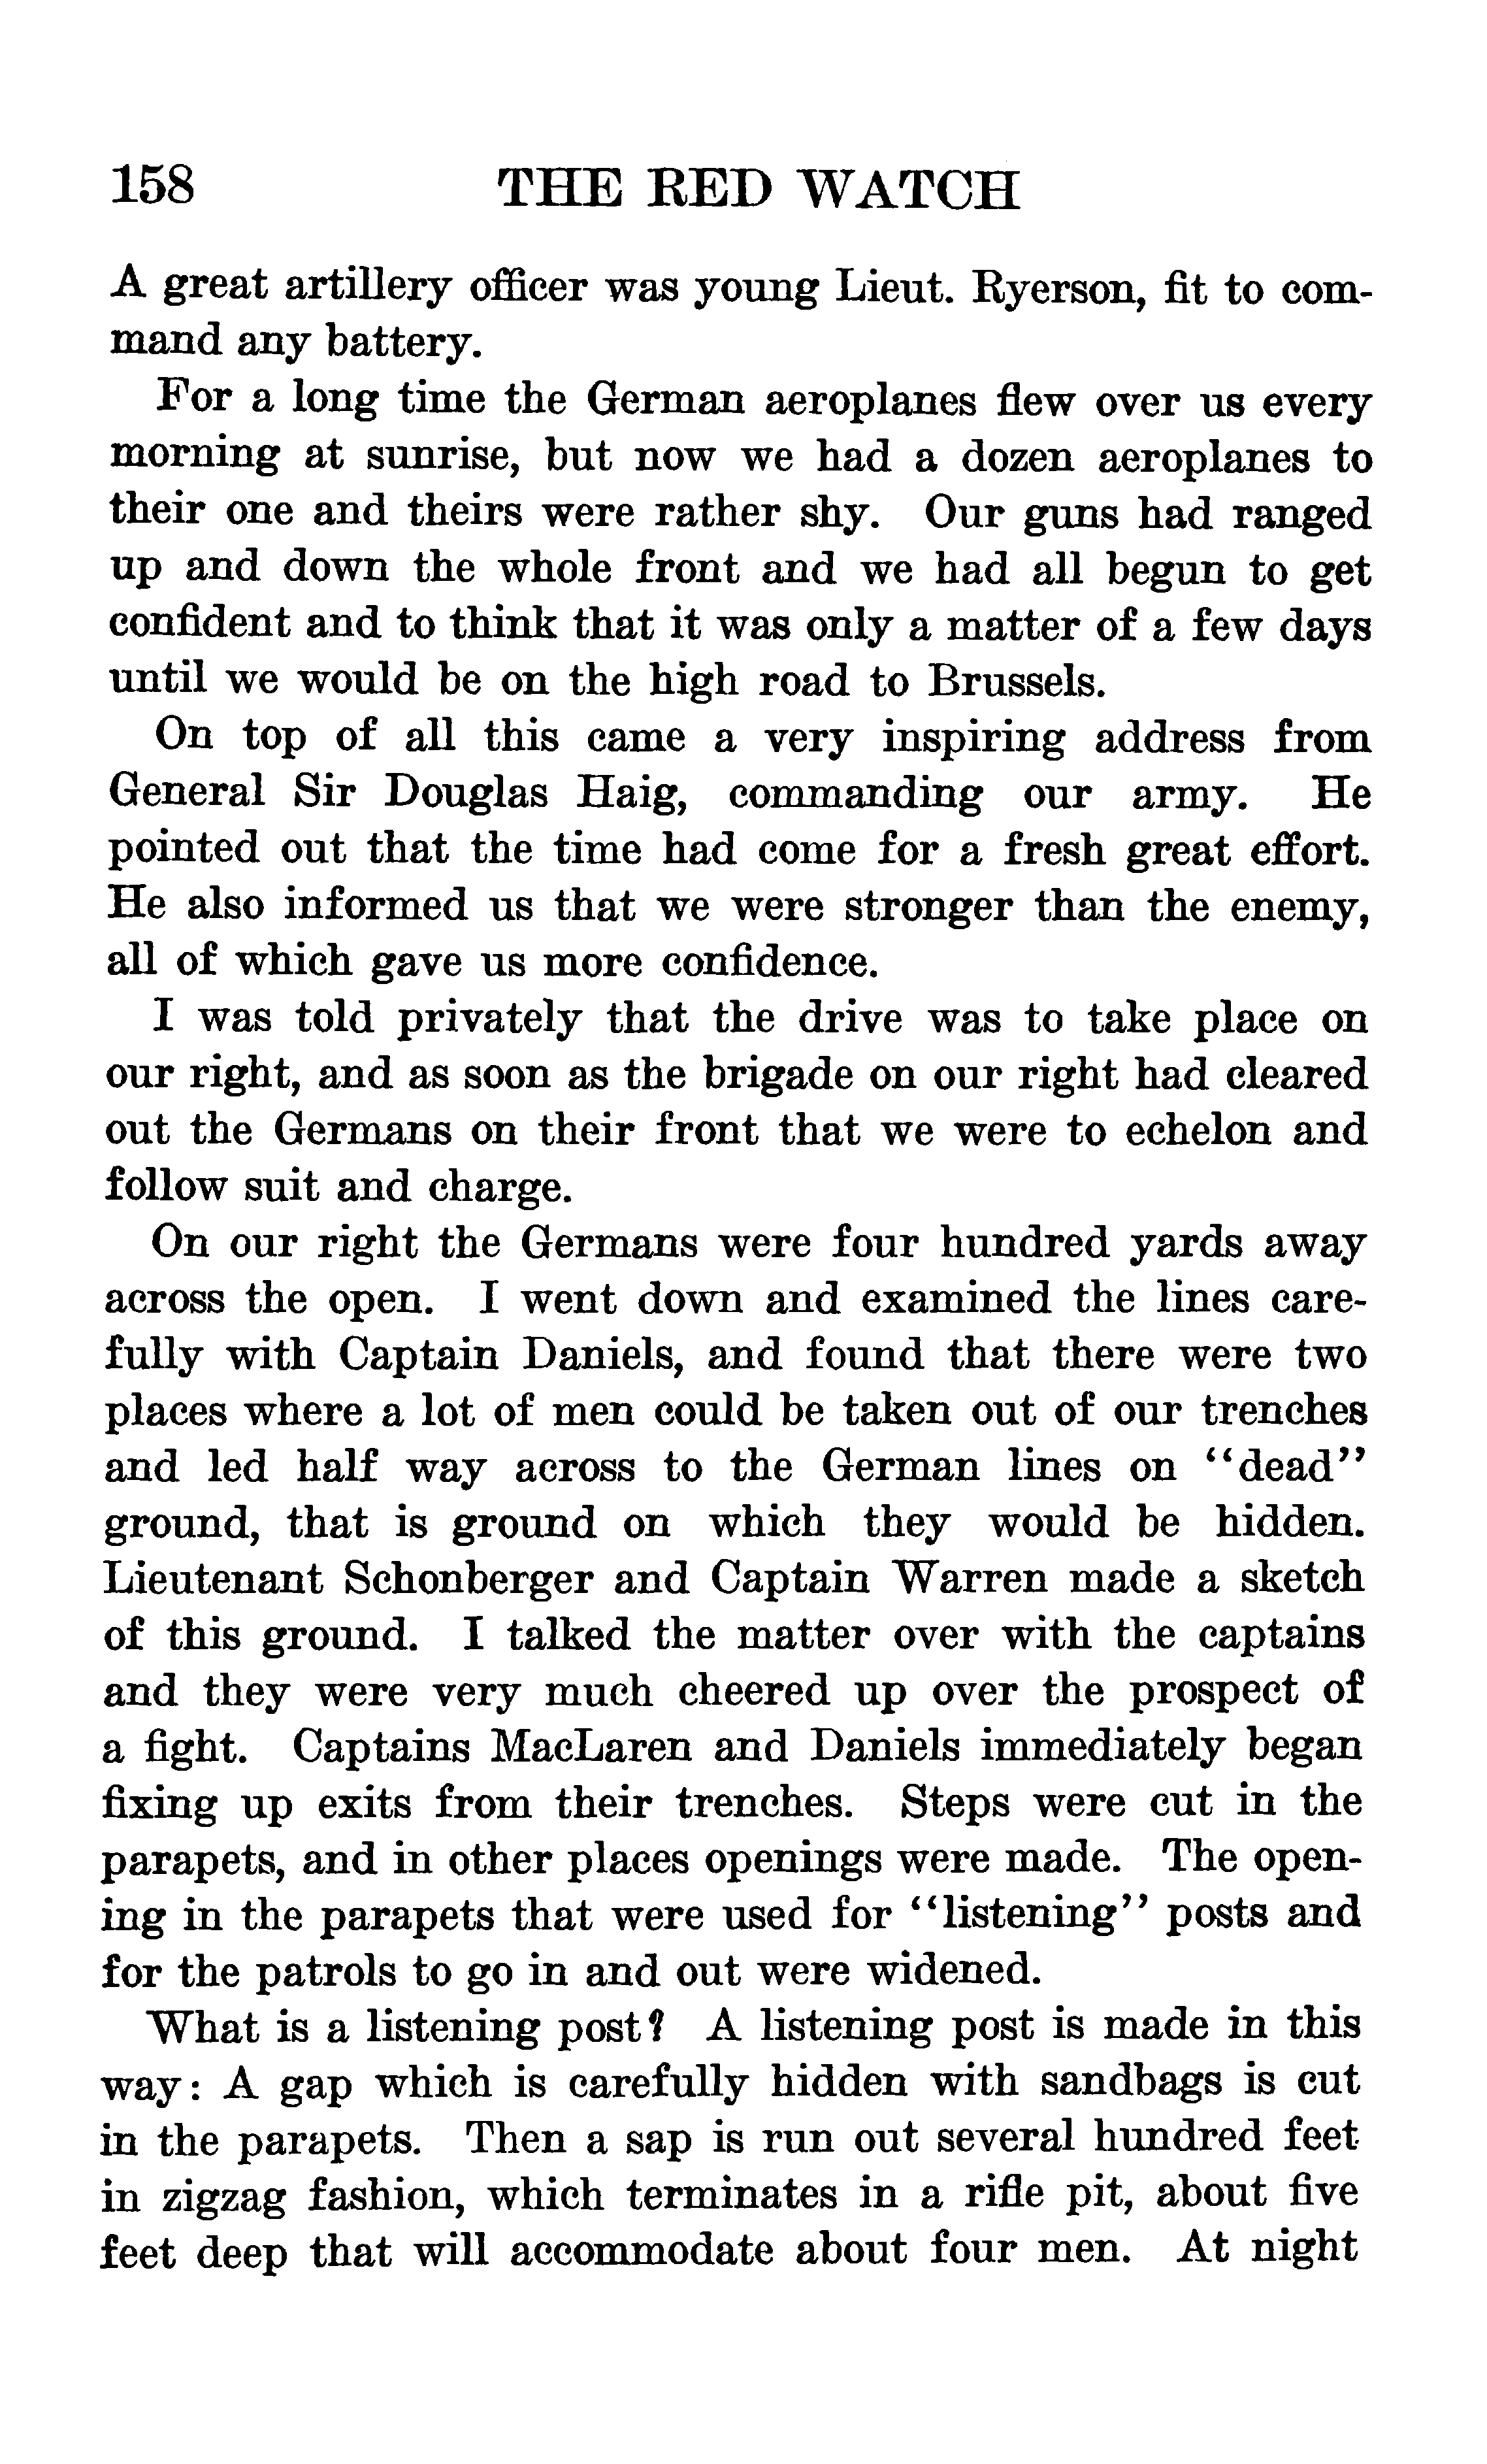 158 THE RED WATCH
A great artillery officer was young Lieut. Ryerson, fit to com-
mand any battery.
For a long time the German aeroplanes flew over us every
morning at sunrise, but now we had a dozen aeroplanes to
their one and theirs were rather shy. Our guns had ranged
up and down the whole front and we had all begun to get
confident and to think that it was only a matter of a few days
until we would be on the high road to Brussels.
On top of all this came a very inspiring address from
General Sir Douglas Haig, commanding our army. He
pointed out that the time had come for a fresh great effort.
He also informed us that we were stronger than the enemy,
all of which gave us more confidence.
I was told privately that the drive was to take place on
our right, and as soon as the brigade on our right had cleared
out the Germans on their front that we were to echelon and
follow suit and charge.
On our right the Germans were four hundred yards away
across the open. I went down and examined the lines care-
fully with Captain Daniels, and found that there were two
places where a lot of men could be taken out of our trenches
and led half way across to the German lines on "dead"
ground, that is ground on which they would be hidden.
Lieutenant Schonberger and Captain Warren made a sketch
of this ground. I talked the matter over with the captains
and they were very much cheered up over the prospect of
a fight. Captains MacLaren and Daniels immediately began
fixing up exits from their trenches. Steps were cut in the
parapets, and in other places openings were made. The open-
ing in the parapets that were used for "listening" posts and
for the patrols to go in and out were widened.
What is a listening post? A listening post is made in this
way: A gap which is carefully hidden with sandbags is cut
in the parapets. Then a sap is run out several hundred feet
in zigzag fashion, which terminates in a rifle pit, about five
feet deep that will accommodate about four men. At night